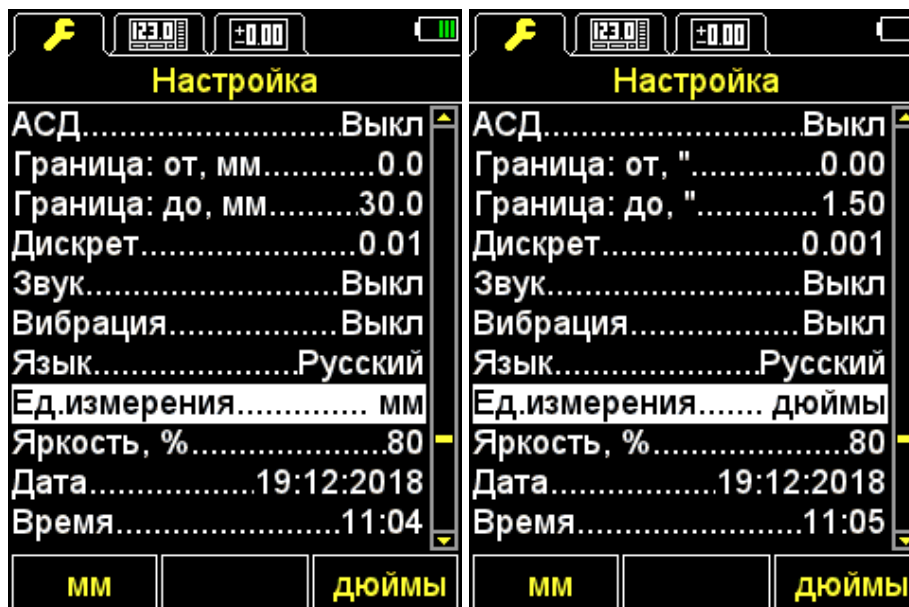 123.0 ±0.00
Настройка
АСД...........................Выкл
Граница: от, мм............0.0
Граница: до, мм.........30.0
Дискрет......................0.01
Звук..........................Выкл
Вибрация.................Выкл
Язык.....................Русский
Ед.измерения.............. мм
Яркость, %....................80
Дата.................19:12:2018
Время.......................11:04
мм дюймы
123.0 ±0.00
Настройка
АСД...........................Выкл
Граница: от, "..............0.00
Граница: до, ".............1.50
Дискрет.....................0.001
Звук..........................Выкл
Вибрация..................Выкл
Язык.....................Русский
Ед.измерения....... дюймы
Яркость, %.....................80
Дата.................19:12:2018
Время.......................11:05
мм дюймы